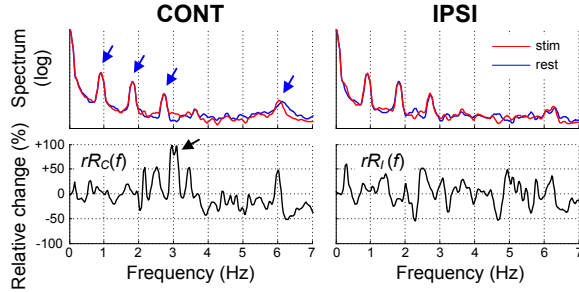 CONT
IPSI
Spectrum
(log)
stim
rest
Relative change (%)
+100
+50
0
-50
-100
rR_C(f)
rR_I (f)
0 1 2 3 4 5 6 7
0 1 2 3 4 5 6 7
Frequency (Hz)
Frequency (Hz)